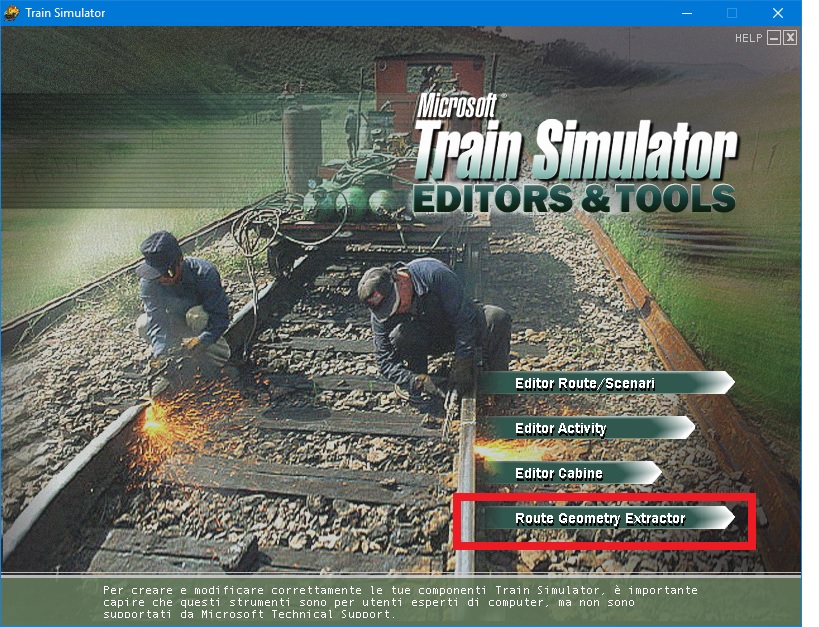 Train Simulator
HELP
Microsoft®
Train Simulator
EDITORS & TOOLS
Editor Route/Scenari
Editor Activity
Editor Cabine
Route Geometry Extractor
Per creare e modificare correttamente le tue componenti Train Simulator, è importante
capire che questi strumenti sono per utenti esperti di computer, ma non sono
supportati da Microsoft Technical Support.